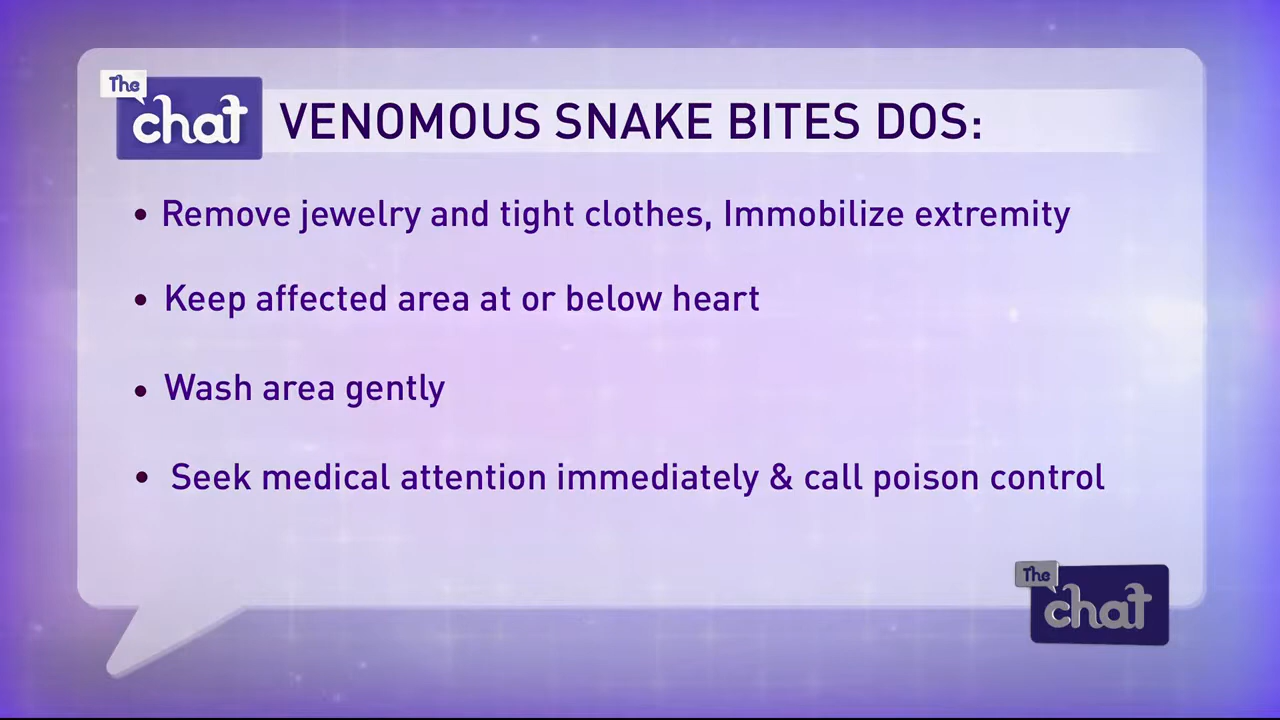 The
chat
VENOMOUS SNAKE BITES DOS:
• Remove jewelry and tight clothes, Immobilize extremity
• Keep affected area at or below heart
• Wash area gently
• Seek medical attention immediately & call poison control
The
chat